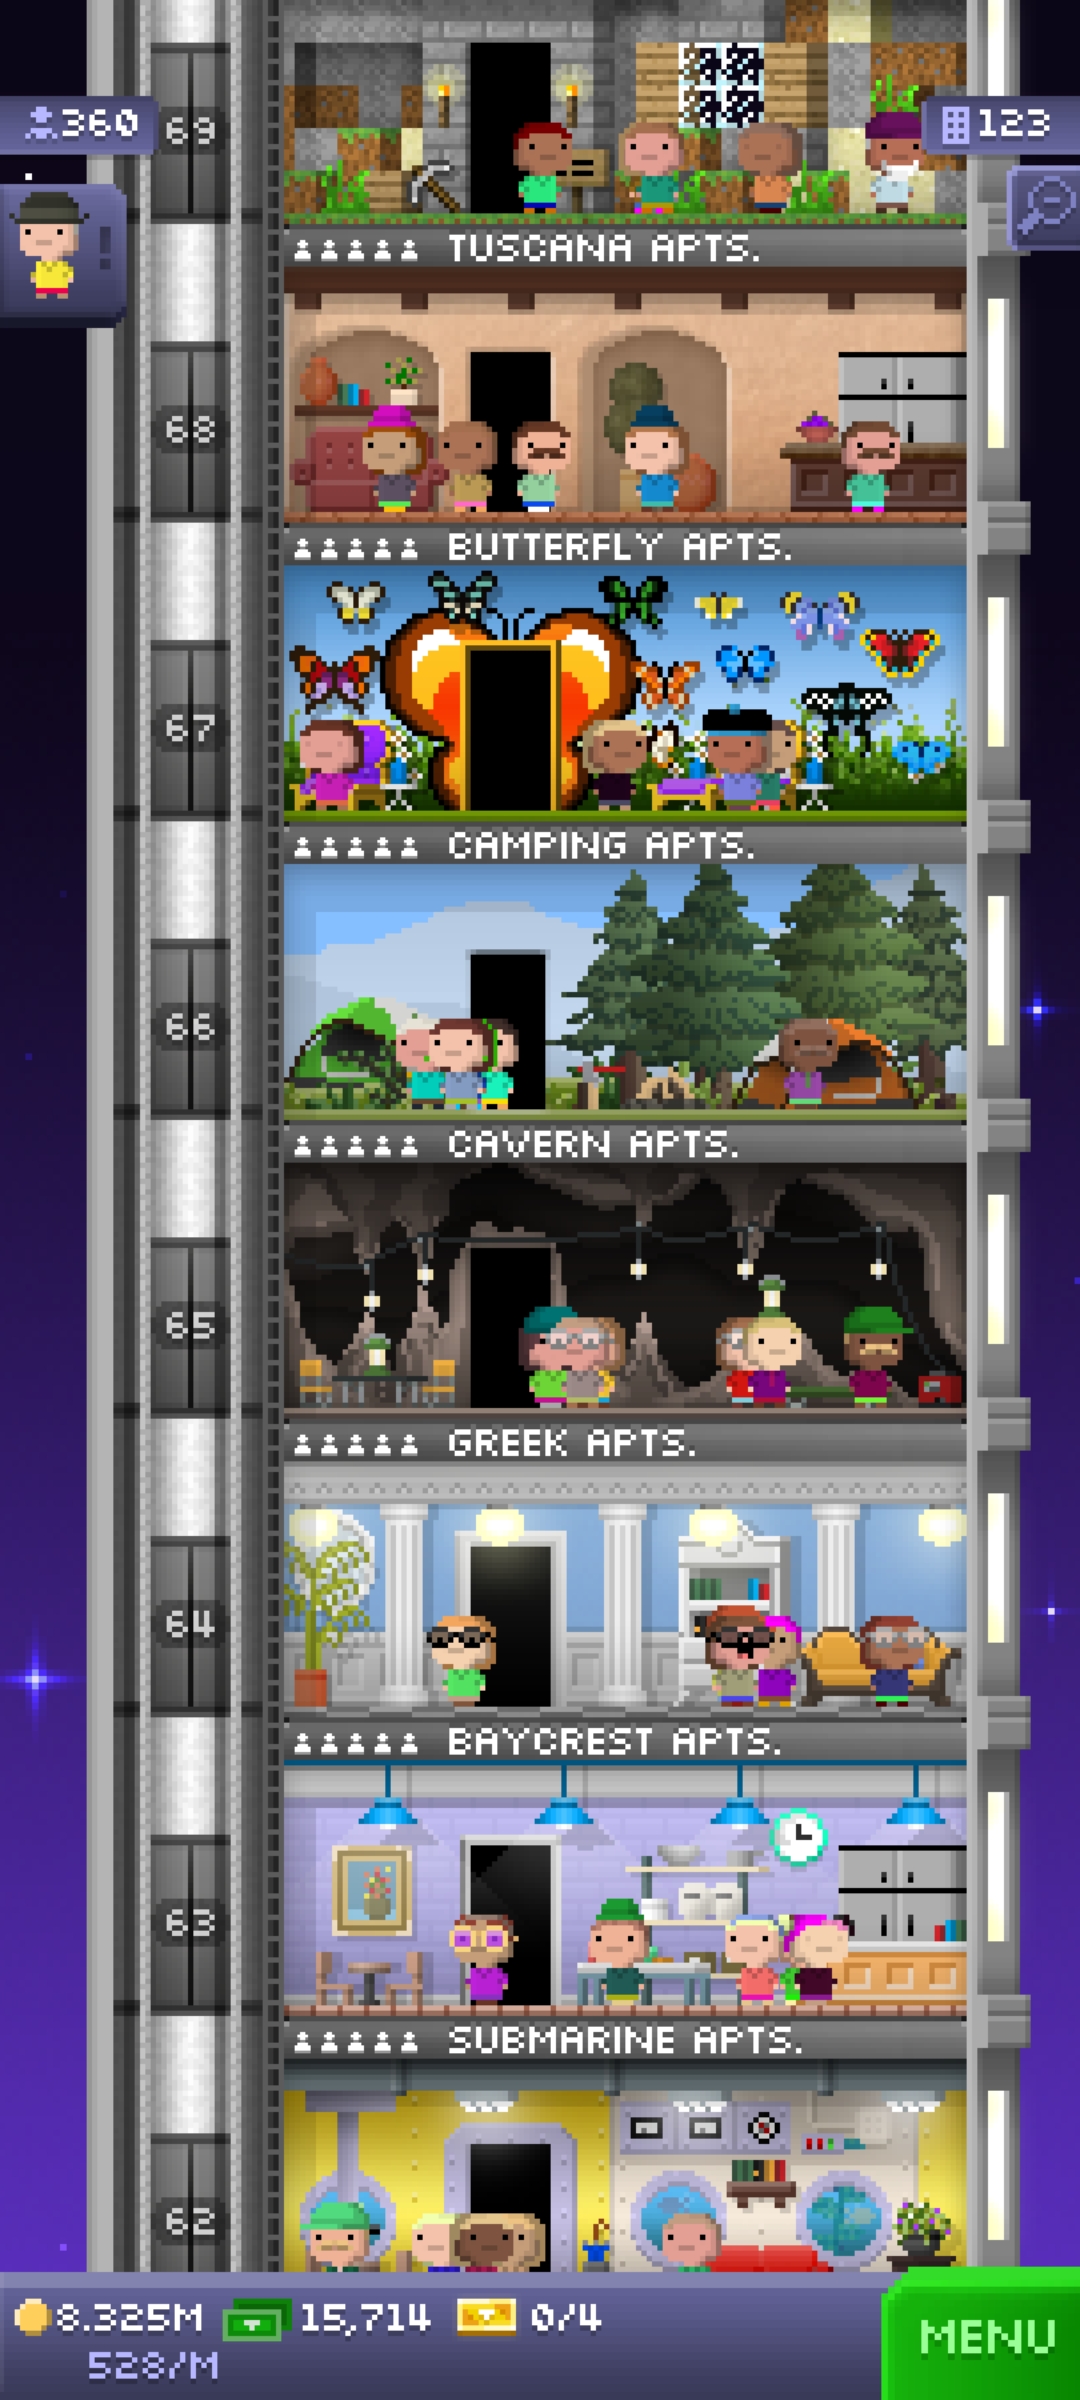 360
69
123
TUSCANA APTS.
68
BUTTERFLY APTS.
67
CAMPING APTS.
66
CAVERN APTS.
65
GREEK APTS.
64
BAYCREST APTS.
63
SUBMARINE APTS.
62
8.325M 15,714 0/4
528/M
MENU